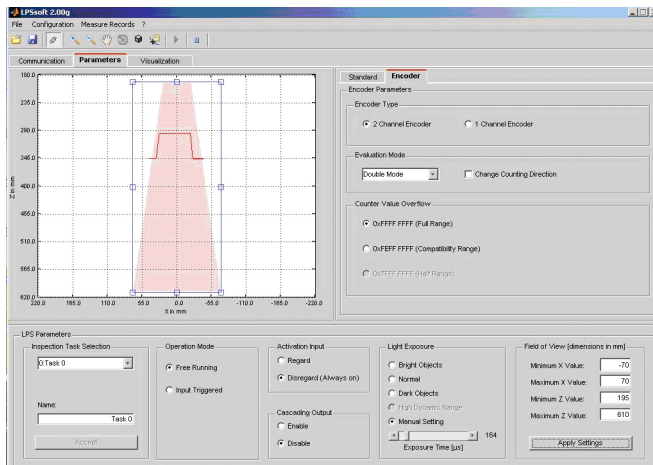 LPSsoft 2.00g
File Configuration Measure Records ?
Communication Parameters Visualization
180.0
235.0
290.0
345.0
400.0
455.0
510.0
565.0
620.0
Z in mm
220.0 165.0 110.0 55.0 0.0 -55.0 -110.0 -165.0 -220.0
X in mm
Standard Encoder
Encoder Parameters
Encoder Type
2 Channel Encoder 1 Channel Encoder
Evaluation Mode
Double Mode Change Counting Direction
Counter Value Overflow
0xFFFF FFFF (Full Range)
0xFEFF FFFF (Compatibility Range)
0x7FFF FFFF (Half Range)
LPS Parameters
Inspection Task Selection
0:Task 0
Name:
Task 0
Accept
Operation Mode
Free Running
Input Triggered
Activation Input
Regard
Disregard (Always on)
Cascading Output
Enable
Disable
Light Exposure
Bright Objects
Normal
Dark Objects
High Dynamic Range
Manual Setting
164
Exposure Time [µs]
Field of View [dimensions in mm]
Minimum X Value: -70
Maximum X Value: 70
Minimum Z Value: 195
Maximum Z Value: 610
Apply Settings